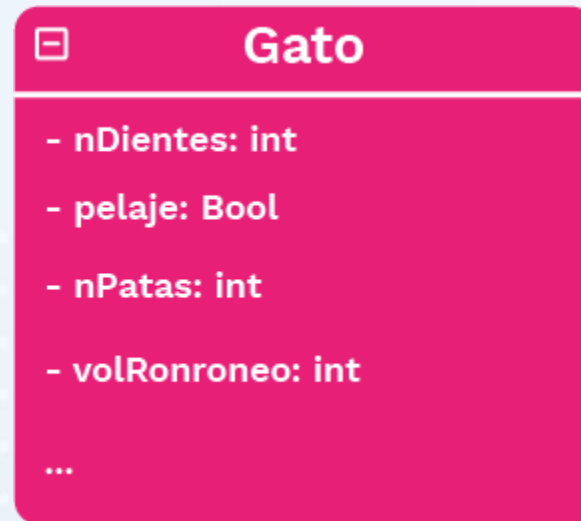 Gato
- nDientes: int
- pelaje: Bool
- nPatas: int
- volRonroneo: int
...